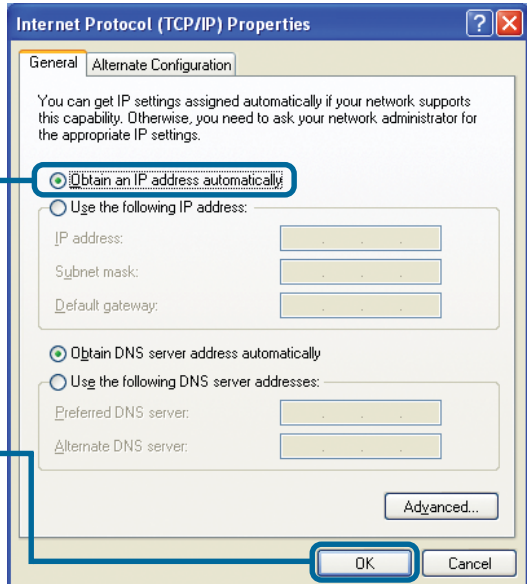 Internet Protocol (TCP/IP) Properties
General
Alternate Configuration
You can get IP settings assigned automatically if your network supports
this capability. Otherwise, you need to ask your network administrator for
the appropriate IP settings.
Obtain an IP address automatically
Use the following IP address:
IP address:
Subnet mask:
Default gateway:
Obtain DNS server address automatically
Use the following DNS server addresses:
Preferred DNS server:
Alternate DNS server:
Advanced...
OK
Cancel